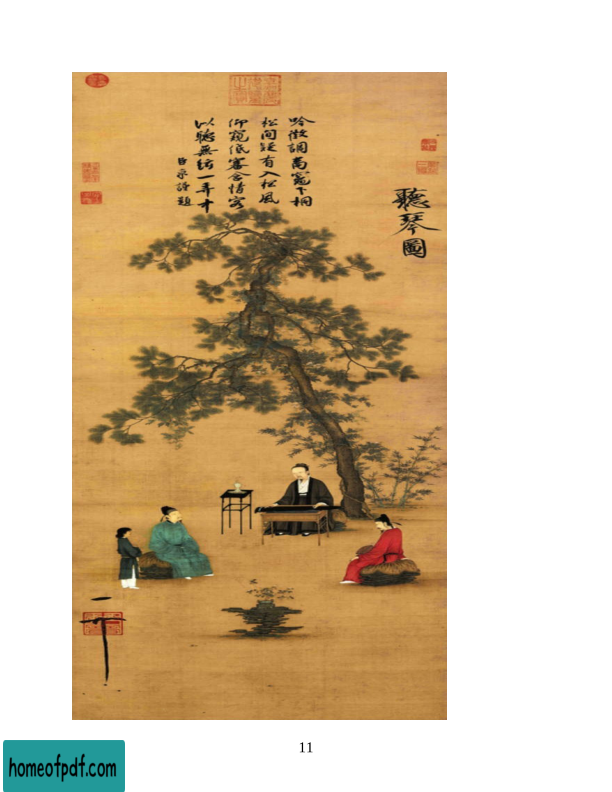 聽琴圖
吟徵調商竈下桐
松間疑有入松風
仰窺低審含情客
以聽無絃一弄中
臣京謹題
11
homeofpdf.com